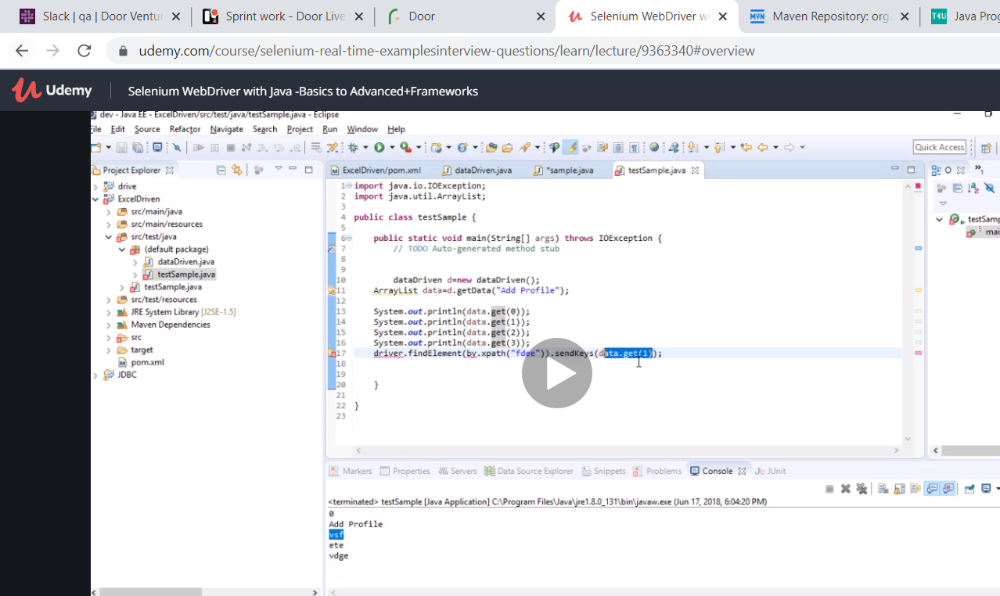 Slack | qa | Door Ventur
Sprint work - Door Live
Door
Selenium WebDriver wi
MVN Maven Repository: org.
TKU Java Prog
udemy.com/course/selenium-real-time-examplesinterview-questions/learn/lecture/9363340#overview
Udemy Selenium WebDriver with Java -Basics to Advanced+Frameworks
dev - Java EE - ExcelDriven/src/test/java/testSample.java - Eclipse
File Edit Source Refactor Navigate Search Project Run Window Help
Quick Access
Project Explorer
drive
ExcelDriven
src/main/java
src/main/resources
src/test/java
(default package)
dataDriven.java
testSample.java
testSample.java
src/test/resources
JRE System Library [J2SE-1.5]
Maven Dependencies
src
target
pom.xml
JDBC
ExcelDriven/pom.xml dataDriven.java *sample.java testSample.java
1 import java.io.IOException;
2 import java.util.ArrayList;
3
4 public class testSample {
5
6 public static void main(String[] args) throws IOException {
7 // TODO Auto-generated method stub
8
9
10 dataDriven d=new dataDriven();
11 ArrayList data=d.getData("Add Profile");
12
13 System.out.println(data.get(0));
14 System.out.println(data.get(1));
15 System.out.println(data.get(2));
16 System.out.println(data.get(3));
17 driver.findElement(by.xpath("fdee")).sendKeys(data.get(1));
18
19
20 }
21
22 }
23
testSamp
mai
Markers Properties Servers Data Source Explorer Snippets Problems Console JUnit
<terminated> testSample [Java Application] C:\Program Files\Java\jre1.8.0_131\bin\javaw.exe (Jun 17, 2018, 6:04:20 PM)
0
Add Profile
vsf
ete
vdge